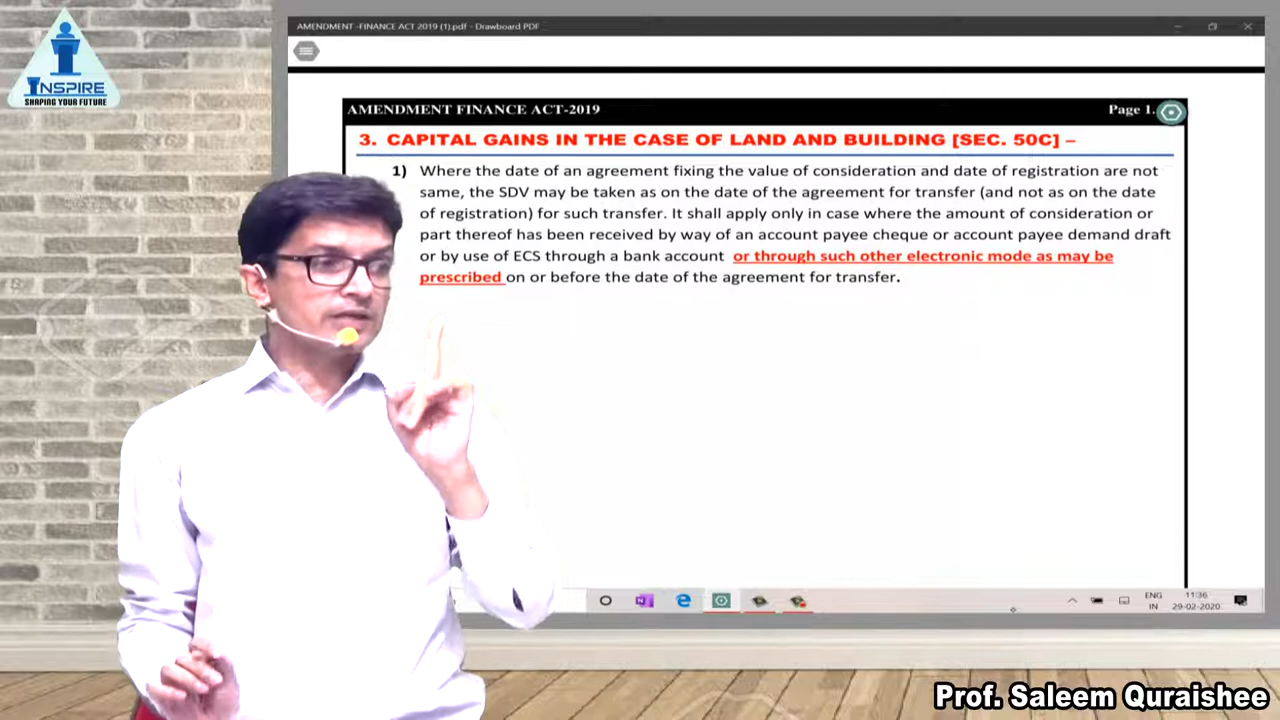 INSPIRE
SHAPING YOUR FUTURE
AMENDMENT -FINANCE ACT 2019 (1).pdf - Drawboard PDF
AMENDMENT FINANCE ACT-2019 Page 1.
3. CAPITAL GAINS IN THE CASE OF LAND AND BUILDING [SEC. 50C] –
1) Where the date of an agreement fixing the value of consideration and date of registration are not
same, the SDV may be taken as on the date of the agreement for transfer (and not as on the date
of registration) for such transfer. It shall apply only in case where the amount of consideration or
part thereof has been received by way of an account payee cheque or account payee demand draft
or by use of ECS through a bank account or through such other electronic mode as may be
prescribed on or before the date of the agreement for transfer.
ENG
IN
11:36
29-02-2020
Prof. Saleem Quraishee